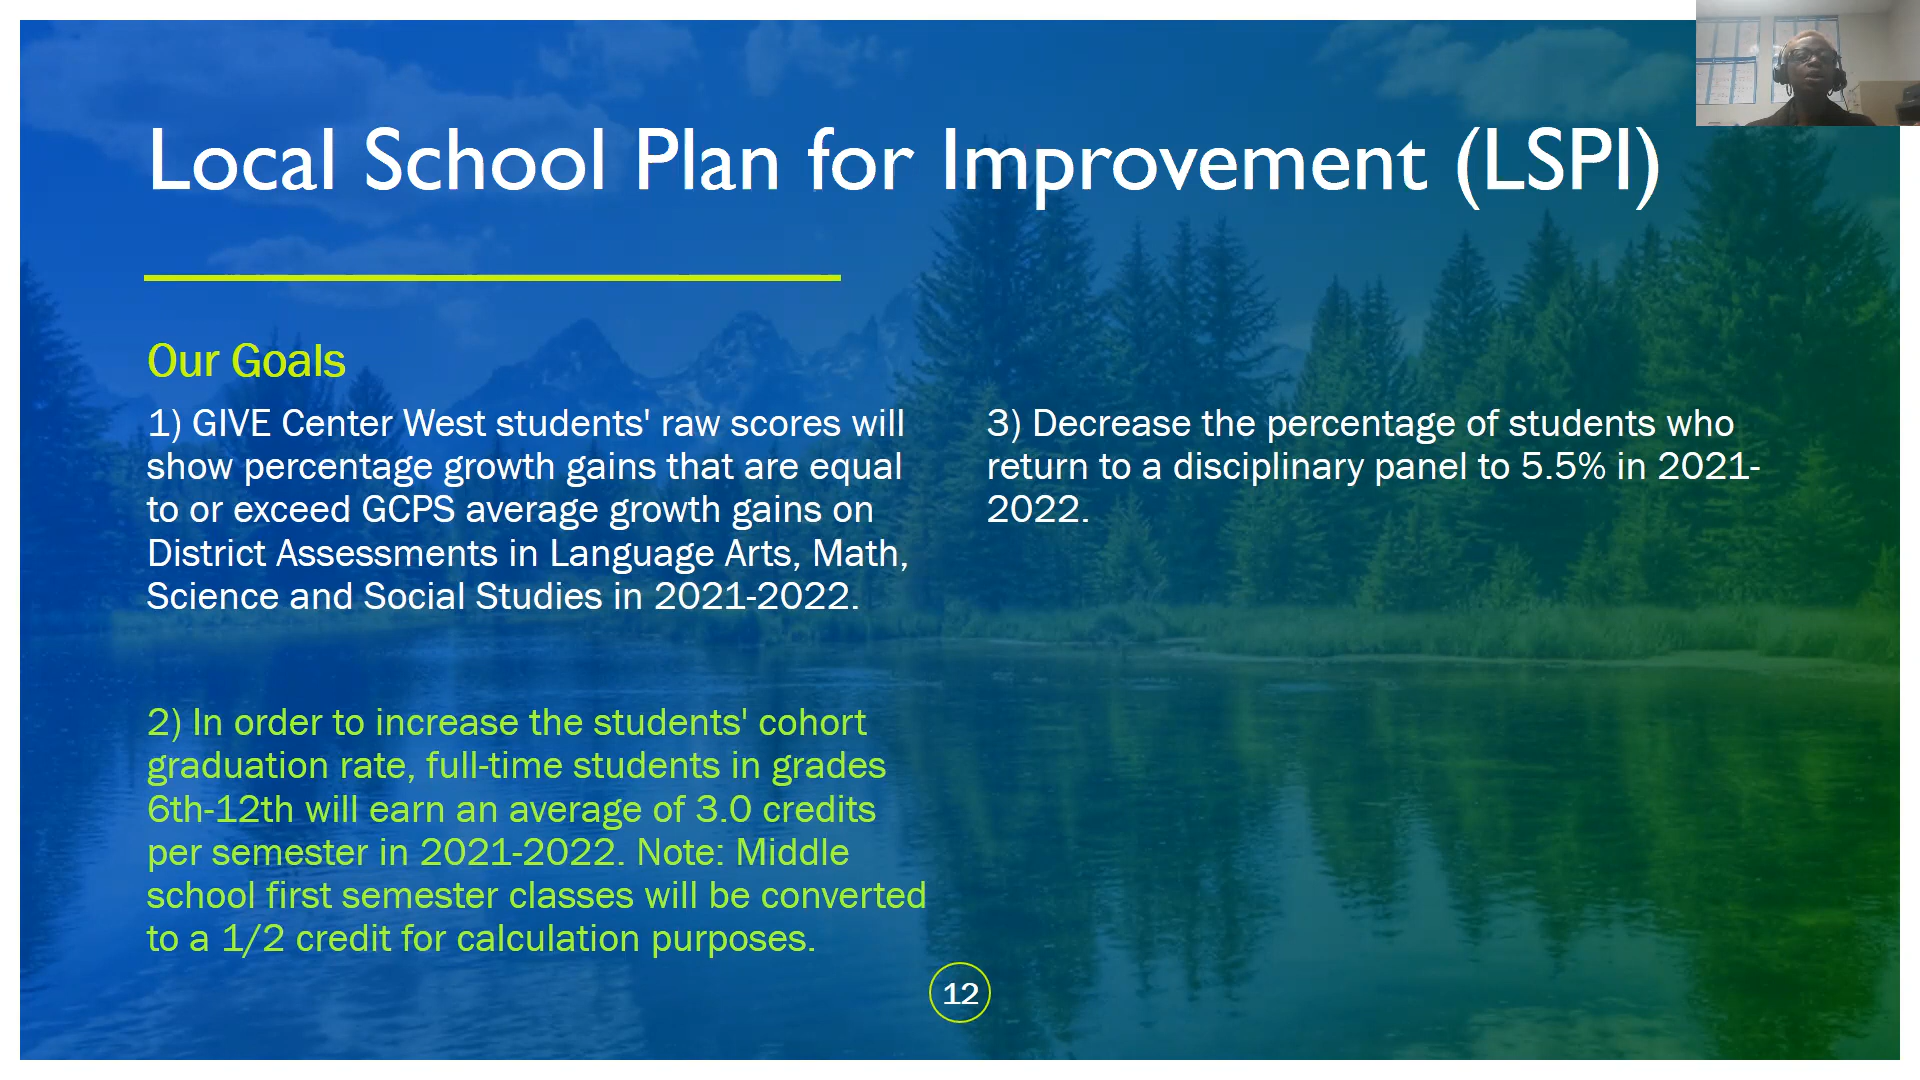 Local School Plan for Improvement (LSPI)
Our Goals
1) GIVE Center West students' raw scores will
show percentage growth gains that are equal
to or exceed GCPS average growth gains on
District Assessments in Language Arts, Math,
Science and Social Studies in 2021-2022.
2) In order to increase the students' cohort
graduation rate, full-time students in grades
6th-12th will earn an average of 3.0 credits
per semester in 2021-2022. Note: Middle
school first semester classes will be converted
to a 1/2 credit for calculation purposes.
3) Decrease the percentage of students who
return to a disciplinary panel to 5.5% in 2021-
2022.
12